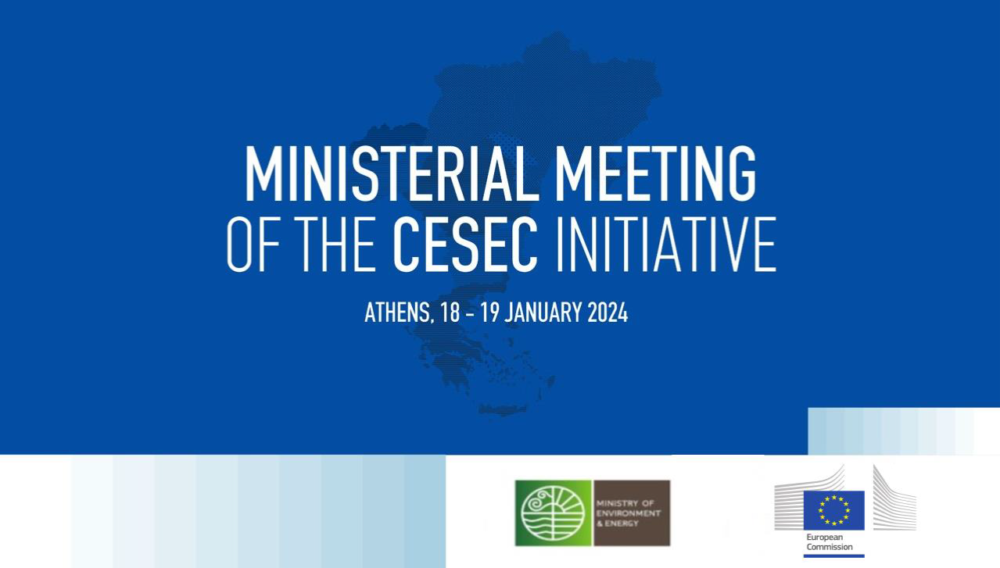 MINISTERIAL MEETING
OF THE CESEC INITIATIVE
ATHENS, 18 - 19 JANUARY 2024
MINISTRY OF
ENVIRONMENT
& ENERGY
European
Commission